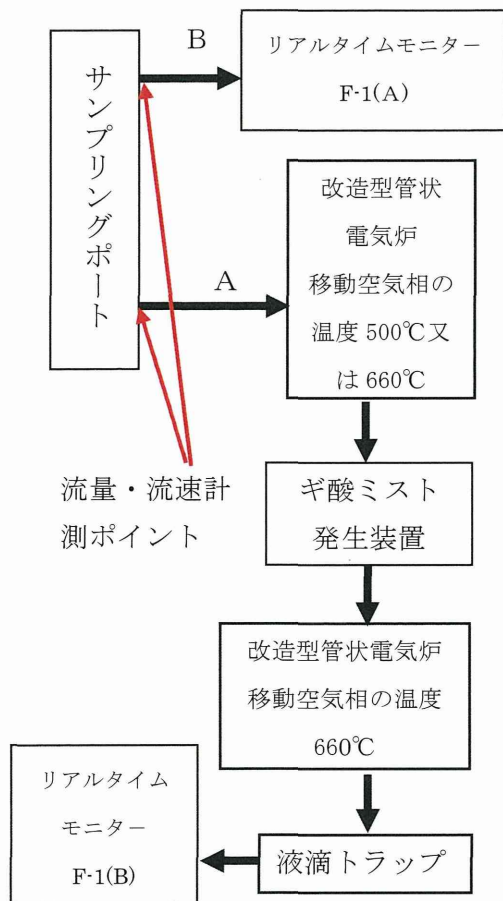 サンプリングポート
B
リアルタイムモニター
F-1(A)
A
改造型管状
電気炉
移動空気相の
温度 500℃又
は 660℃
流量・流速計
測ポイント
ギ酸ミスト
発生装置
改造型管状電気炉
移動空気相の温度
660℃
液滴トラップ
リアルタイム
モニター
F-1(B)